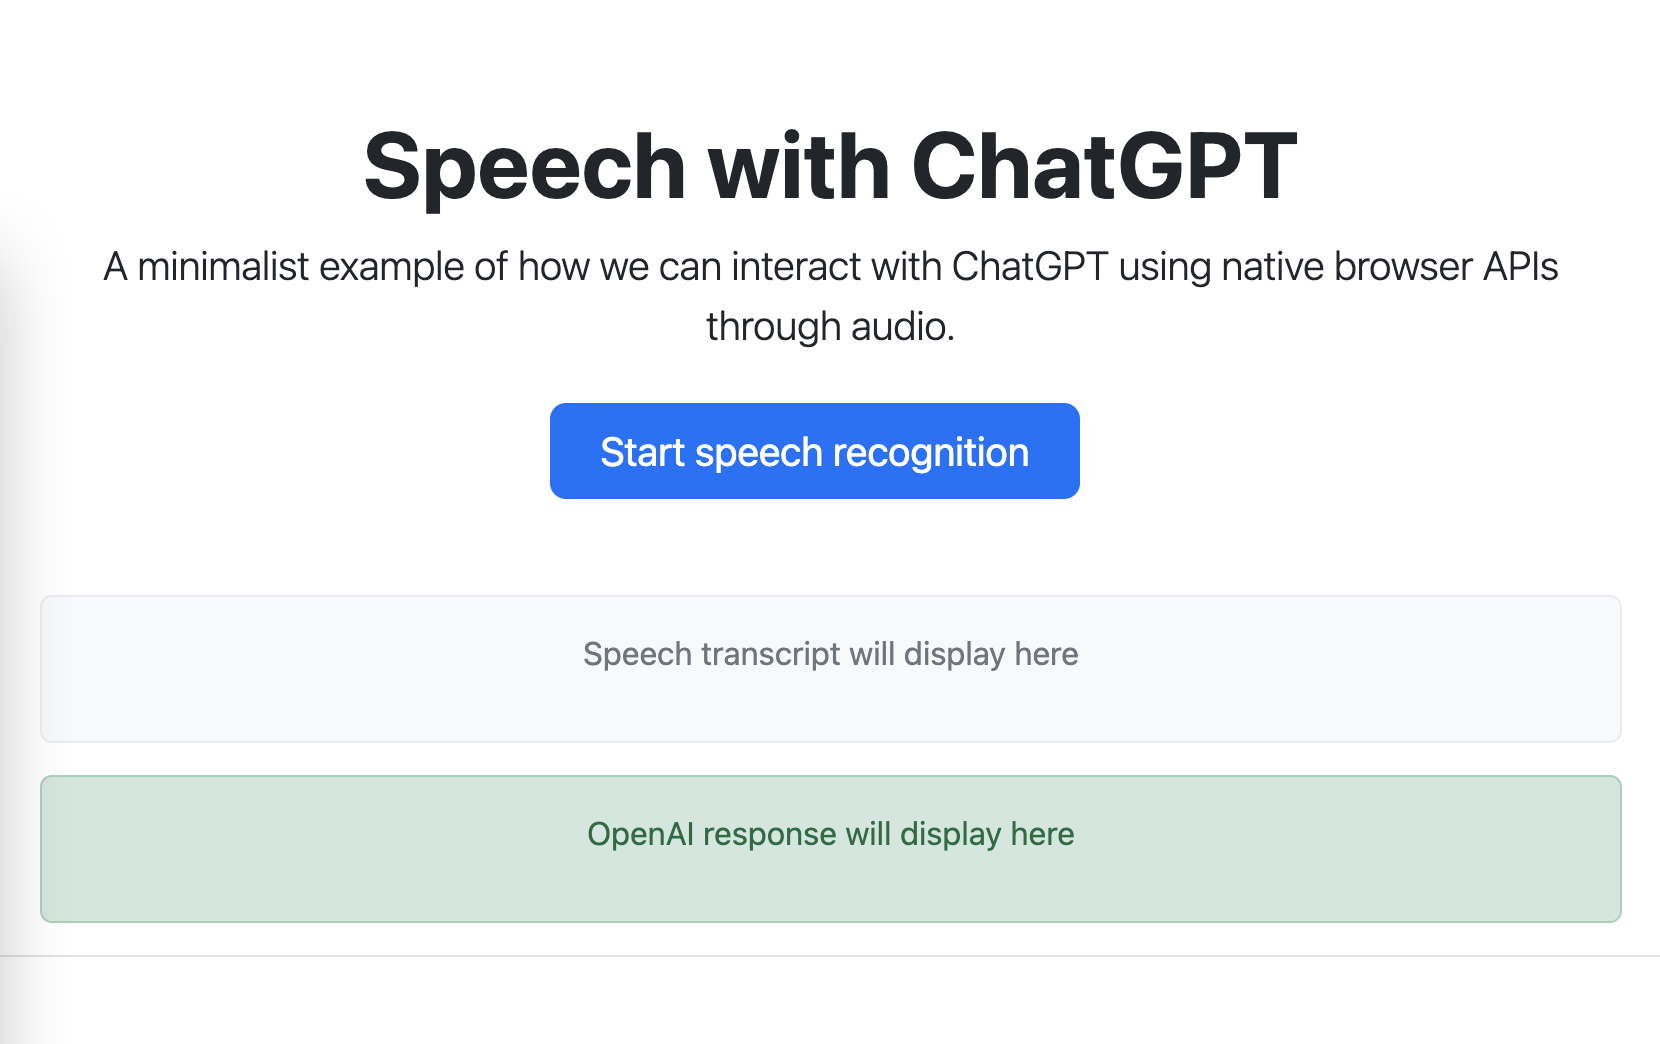 Speech with ChatGPT
A minimalist example of how we can interact with ChatGPT using native browser APIs
through audio.
Start speech recognition
Speech transcript will display here
OpenAI response will display here